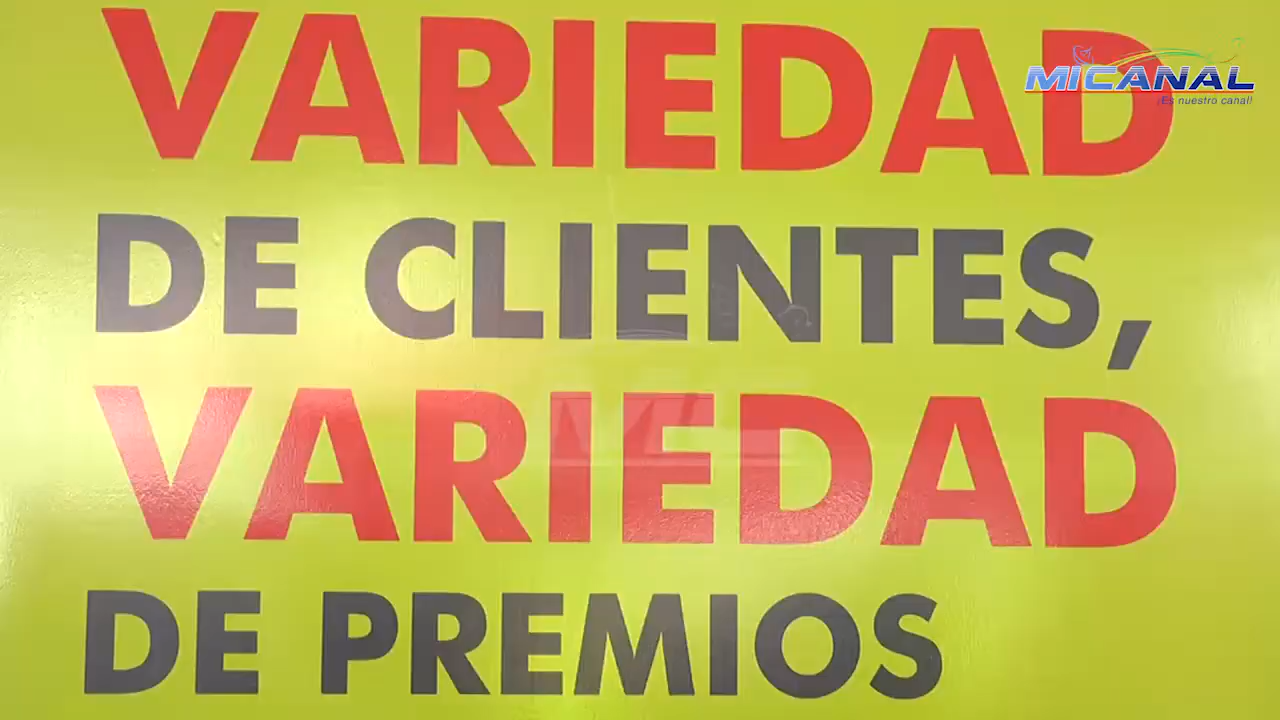 VARIEDAD
MICANAL
¡Es nuestro canal!
DE CLIENTES,
VARIEDAD
DE PREMIOS